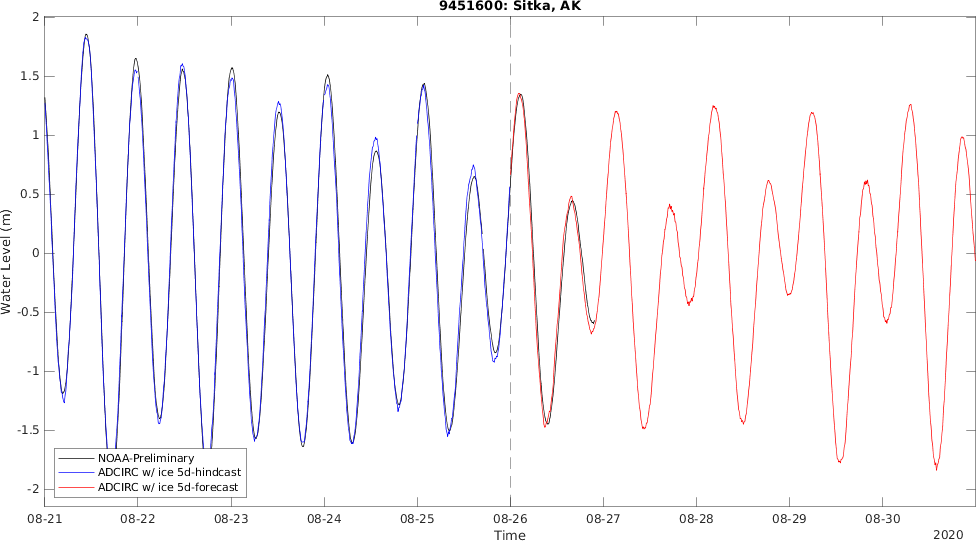 9451600: Sitka, AK
2
1.5
1
0.5
0
-0.5
-1
-1.5
-2
Water Level (m)
NOAA-Preliminary
ADCIRC w/ ice 5d-hindcast
ADCIRC w/ ice 5d-forecast
08-21 08-22 08-23 08-24 08-25 08-26 08-27 08-28 08-29 08-30
Time
2020